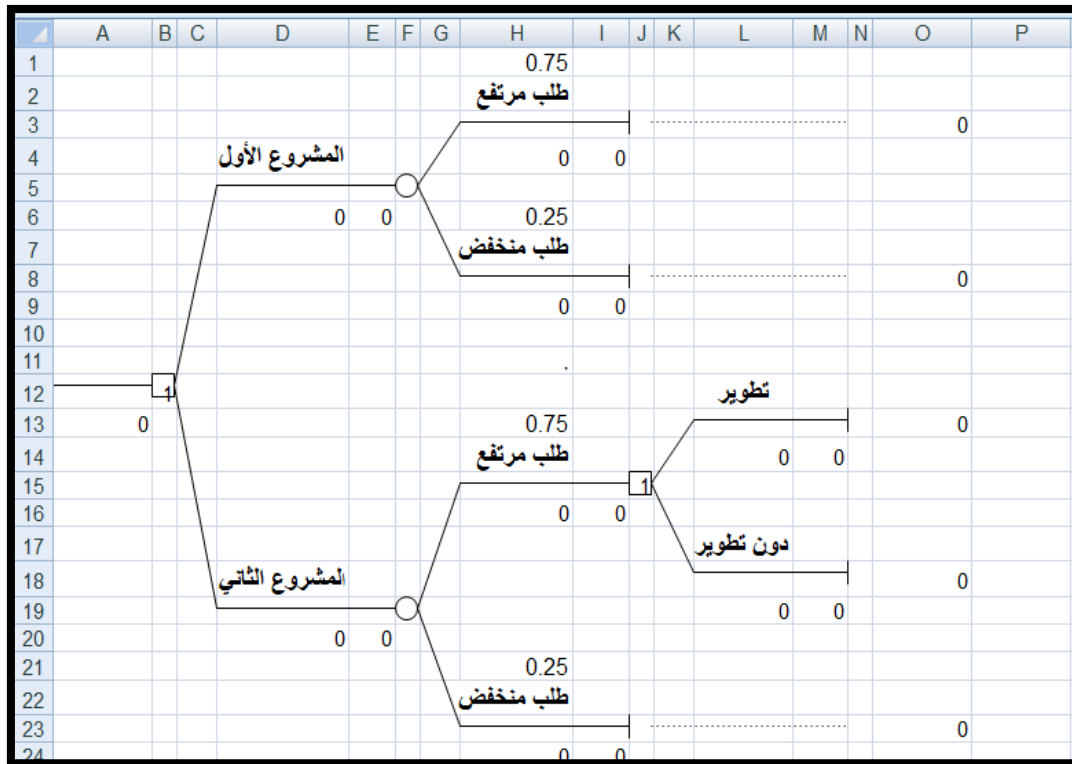 A B C D E F G H I J K L M N O P
1 0.75
2 طلب مرتفع
3 0
4 المشروع الأول 0 0
5
6 0 0 0.25
7 طلب منخفض
8 0
9 0 0
10
11 .
12 1 تطوير
13 0 0.75 0
14 طلب مرتفع 0 0
15 1
16 0 0
17 دون تطوير
18 المشروع الثاني 0
19 0 0
20 0 0
21 0.25
22 طلب منخفض
23 0
24 0 0